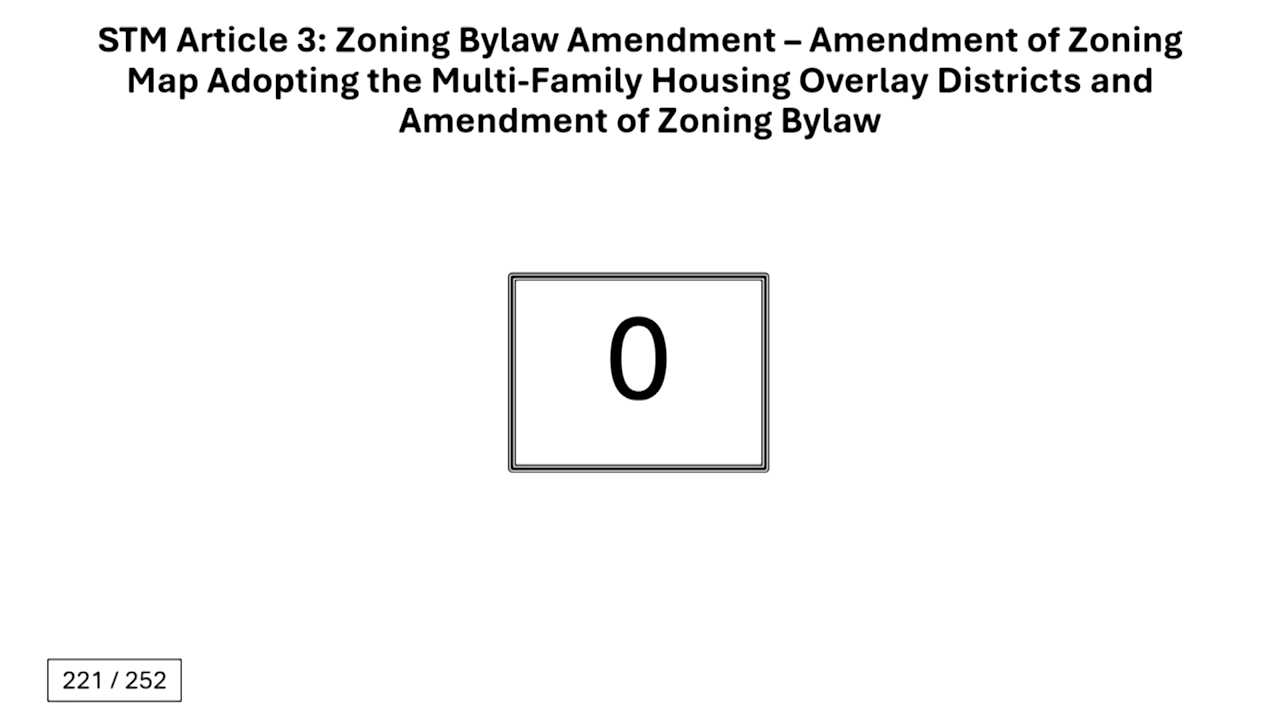 STM Article 3: Zoning Bylaw Amendment – Amendment of Zoning
Map Adopting the Multi-Family Housing Overlay Districts and
Amendment of Zoning Bylaw
0
221 / 252